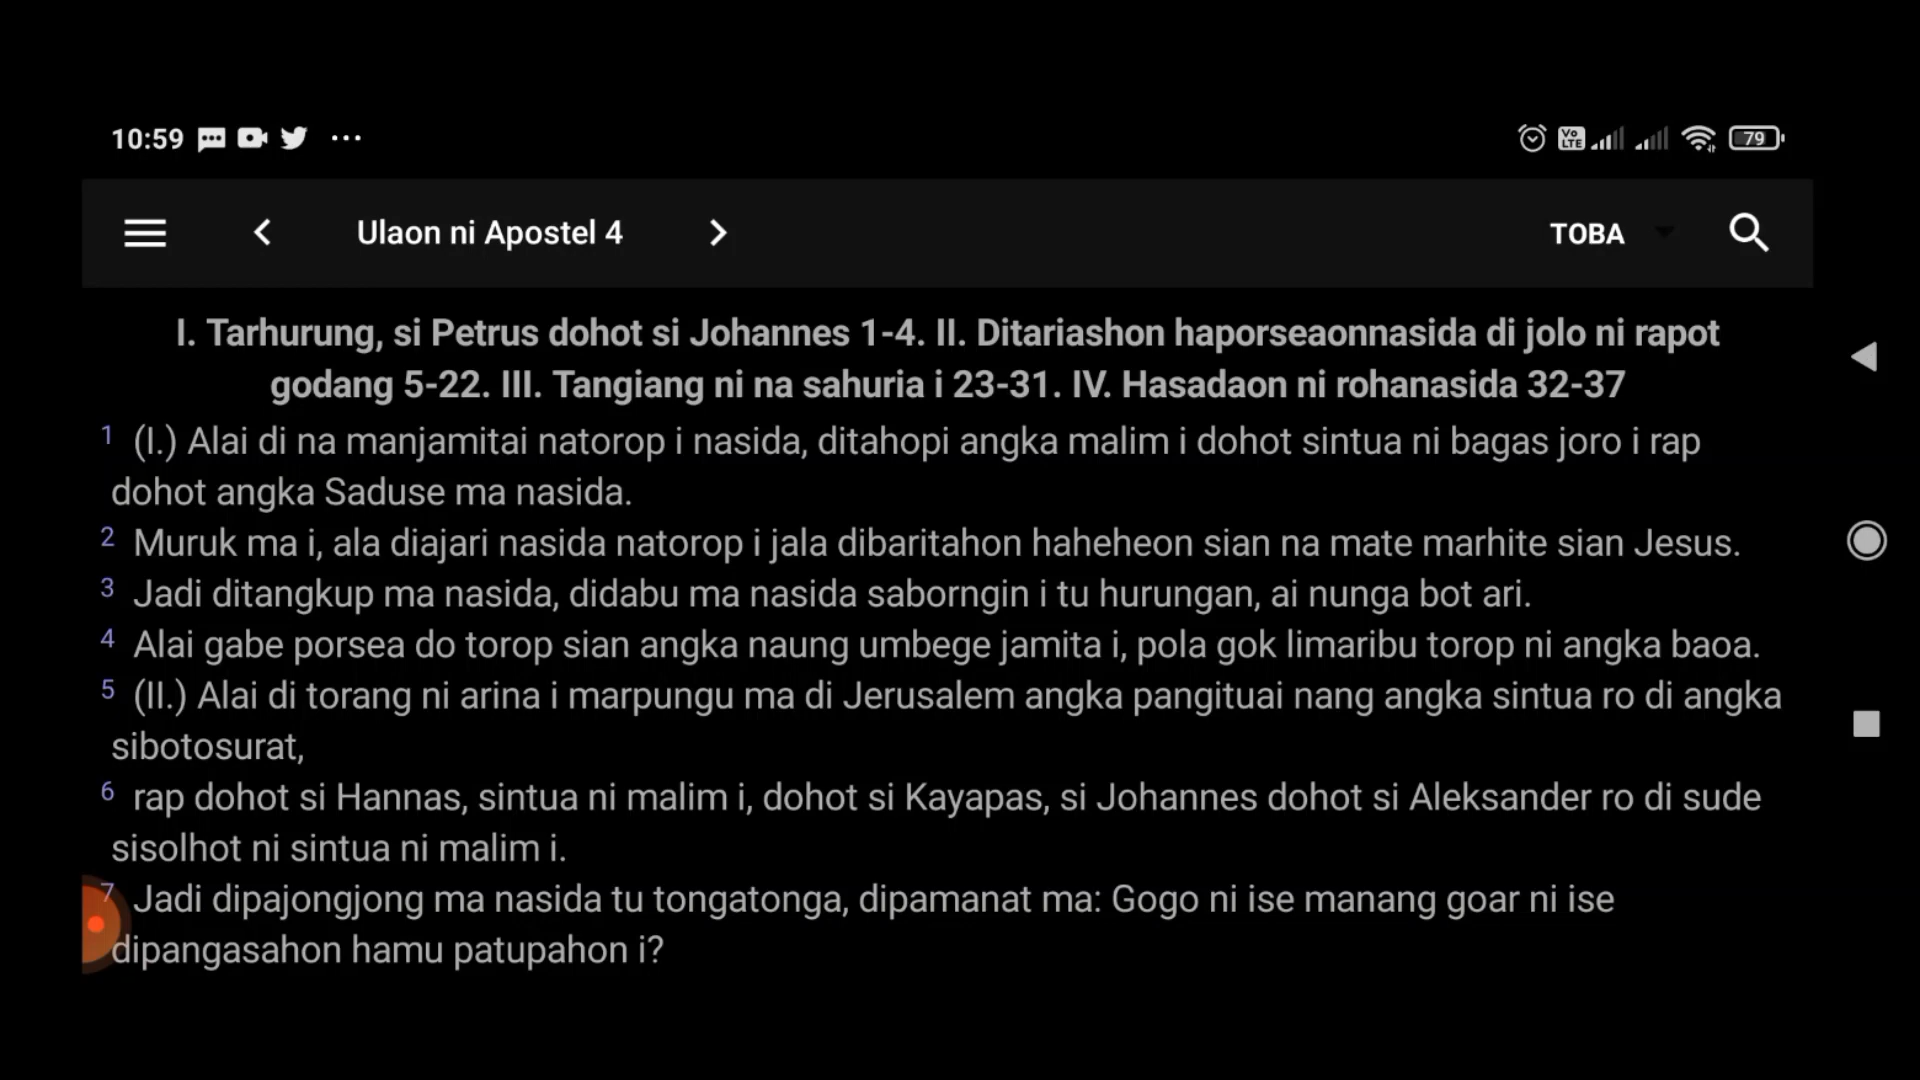 10:59
Vo LTE
79
Ulaon ni Apostel 4
TOBA
I. Tarhurung, si Petrus dohot si Johannes 1-4. II. Ditariashon haporseaonnasida di jolo ni rapot
godang 5-22. III. Tangiang ni na sahuria i 23-31. IV. Hasadaon ni rohanasida 32-37
1 (I.) Alai di na manjamitai natorop i nasida, ditahopi angka malim i dohot sintua ni bagas joro i rap
dohot angka Saduse ma nasida.
2 Muruk ma i, ala diajari nasida natorop i jala dibaritahon haheheon sian na mate marhite sian Jesus.
3 Jadi ditangkup ma nasida, didabu ma nasida saborngin i tu hurungan, ai nunga bot ari.
4 Alai gabe porsea do torop sian angka naung umbege jamita i, pola gok limaribu torop ni angka baoa.
5 (II.) Alai di torang ni arina i marpungu ma di Jerusalem angka pangituai nang angka sintua ro di angka
sibotosurat,
6 rap dohot si Hannas, sintua ni malim i, dohot si Kayapas, si Johannes dohot si Aleksander ro di sude
sisolhot ni sintua ni malim i.
7 Jadi dipajongjong ma nasida tu tongatonga, dipamanat ma: Gogo ni ise manang goar ni ise
dipangasahon hamu patupahon i?